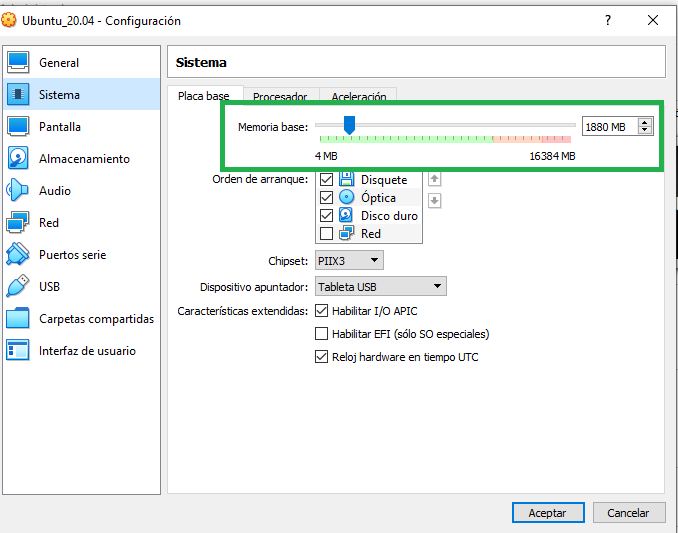 Ubuntu_20.04 - Configuración
?
General
Sistema
Pantalla
Almacenamiento
Audio
Red
Puertos serie
USB
Carpetas compartidas
Interfaz de usuario
Sistema
Placa base Procesador Aceleración
Memoria base: 1880 MB
4 MB 16384 MB
Orden de arranque: Disquete
Óptica
Disco duro
Red
Chipset: PIIX3
Dispositivo apuntador: Tableta USB
Características extendidas: Habilitar I/O APIC
Habilitar EFI (sólo SO especiales)
Reloj hardware en tiempo UTC
Aceptar Cancelar